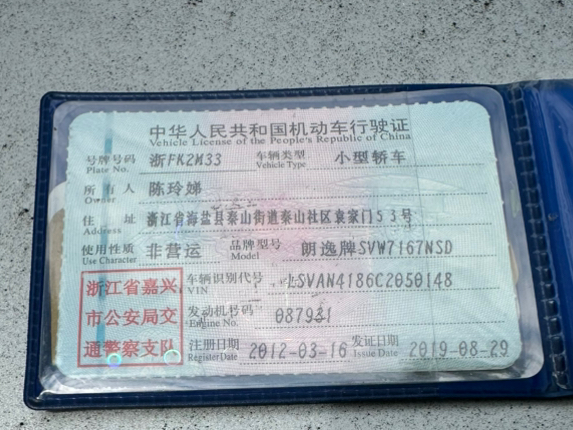 中华人民共和国机动车行驶证
Vehicle License of the People's Republic of China
号牌号码 浙FK2M33 车辆类型 小型轿车
Plate No. Vehicle Type
所有人 陈玲娣
Owner
住址 浙江省海盐县秦山街道秦山社区袁家门53号
Address
使用性质 非营运 品牌型号 朗逸牌SVW7167NSD
Use Character Model
浙江省嘉兴
市公安局交
通警察支队
车辆识别代号 LSVAN4186C2050148
VIN
发动机号码 087931
Engine No.
注册日期 2012-03-16 发证日期 2019-08-29
Register Date Issue Date